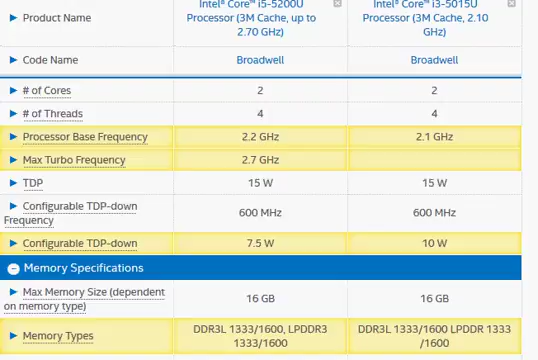 Product Name
Intel® Core™ i5-5200U
Processor (3M Cache, up to
2.70 GHz)
Intel® Core™ i3-5015U
Processor (3M Cache, 2.10
GHz)
Code Name
Broadwell
Broadwell
# of Cores
2
2
# of Threads
4
4
Processor Base Frequency
2.2 GHz
2.1 GHz
Max Turbo Frequency
2.7 GHz
TDP
15 W
15 W
Configurable TDP-down
Frequency
600 MHz
600 MHz
Configurable TDP-down
7.5 W
10 W
Memory Specifications
Max Memory Size (dependent
on memory type)
16 GB
16 GB
Memory Types
DDR3L 1333/1600, LPDDR3
1333/1600
DDR3L 1333/1600 LPDDR 1333
/1600